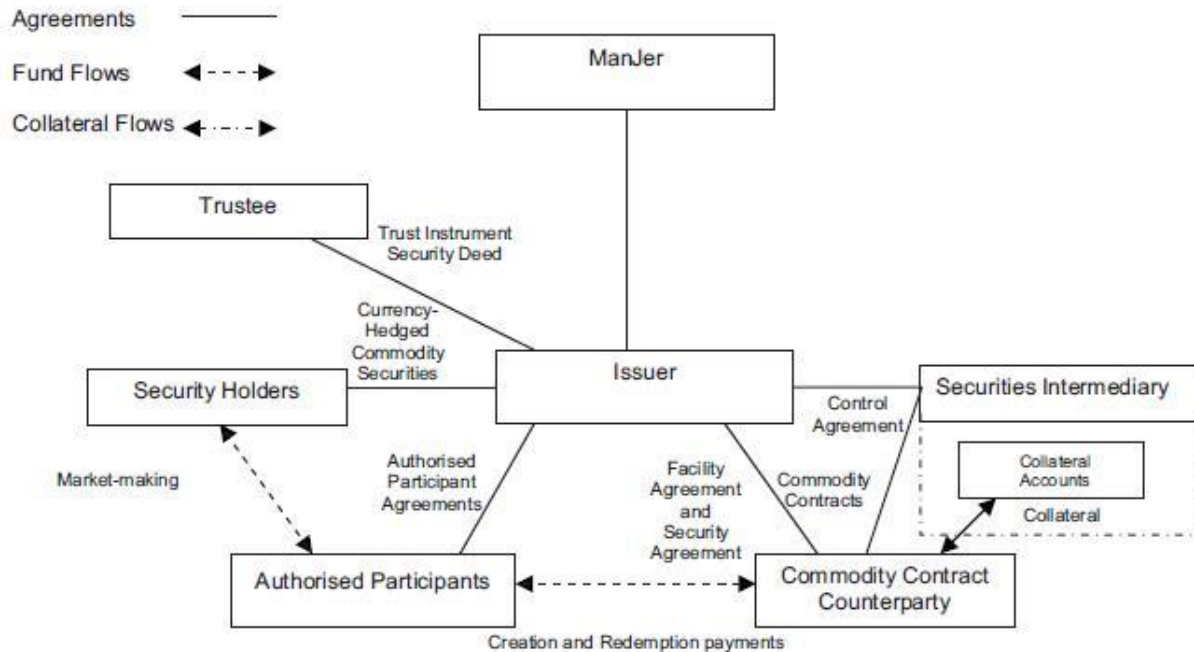 Agreements
Fund Flows
Collateral Flows
ManJer
Trustee
Trust Instrument
Security Deed
Currency-
Hedged
Commodity
Securities
Issuer
Security Holders
Securities Intermediary
Control
Agreement
Collateral
Accounts
Collateral
Market-making
Authorised
Participant
Agreements
Facility
Agreement
and
Security
Agreement
Commodity
Contracts
Authorised Participants
Commodity Contract
Counterparty
Creation and Redemption payments